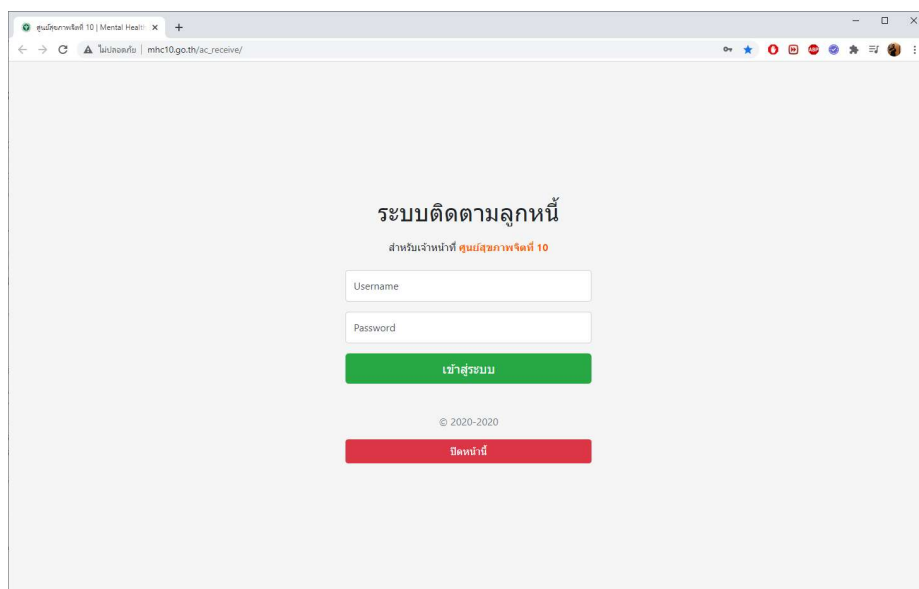 ศูนย์สุขภาพจิตที่ 10 | Mental Healt
ไม่ปลอดภัย | mhc10.go.th/ac_receive/
ABP
ระบบติดตามลูกหนี้
สำหรับเจ้าหน้าที่ ศูนย์สุขภาพจิตที่ 10
Username
Password
เข้าสู่ระบบ
© 2020-2020
ปิดหน้านี้